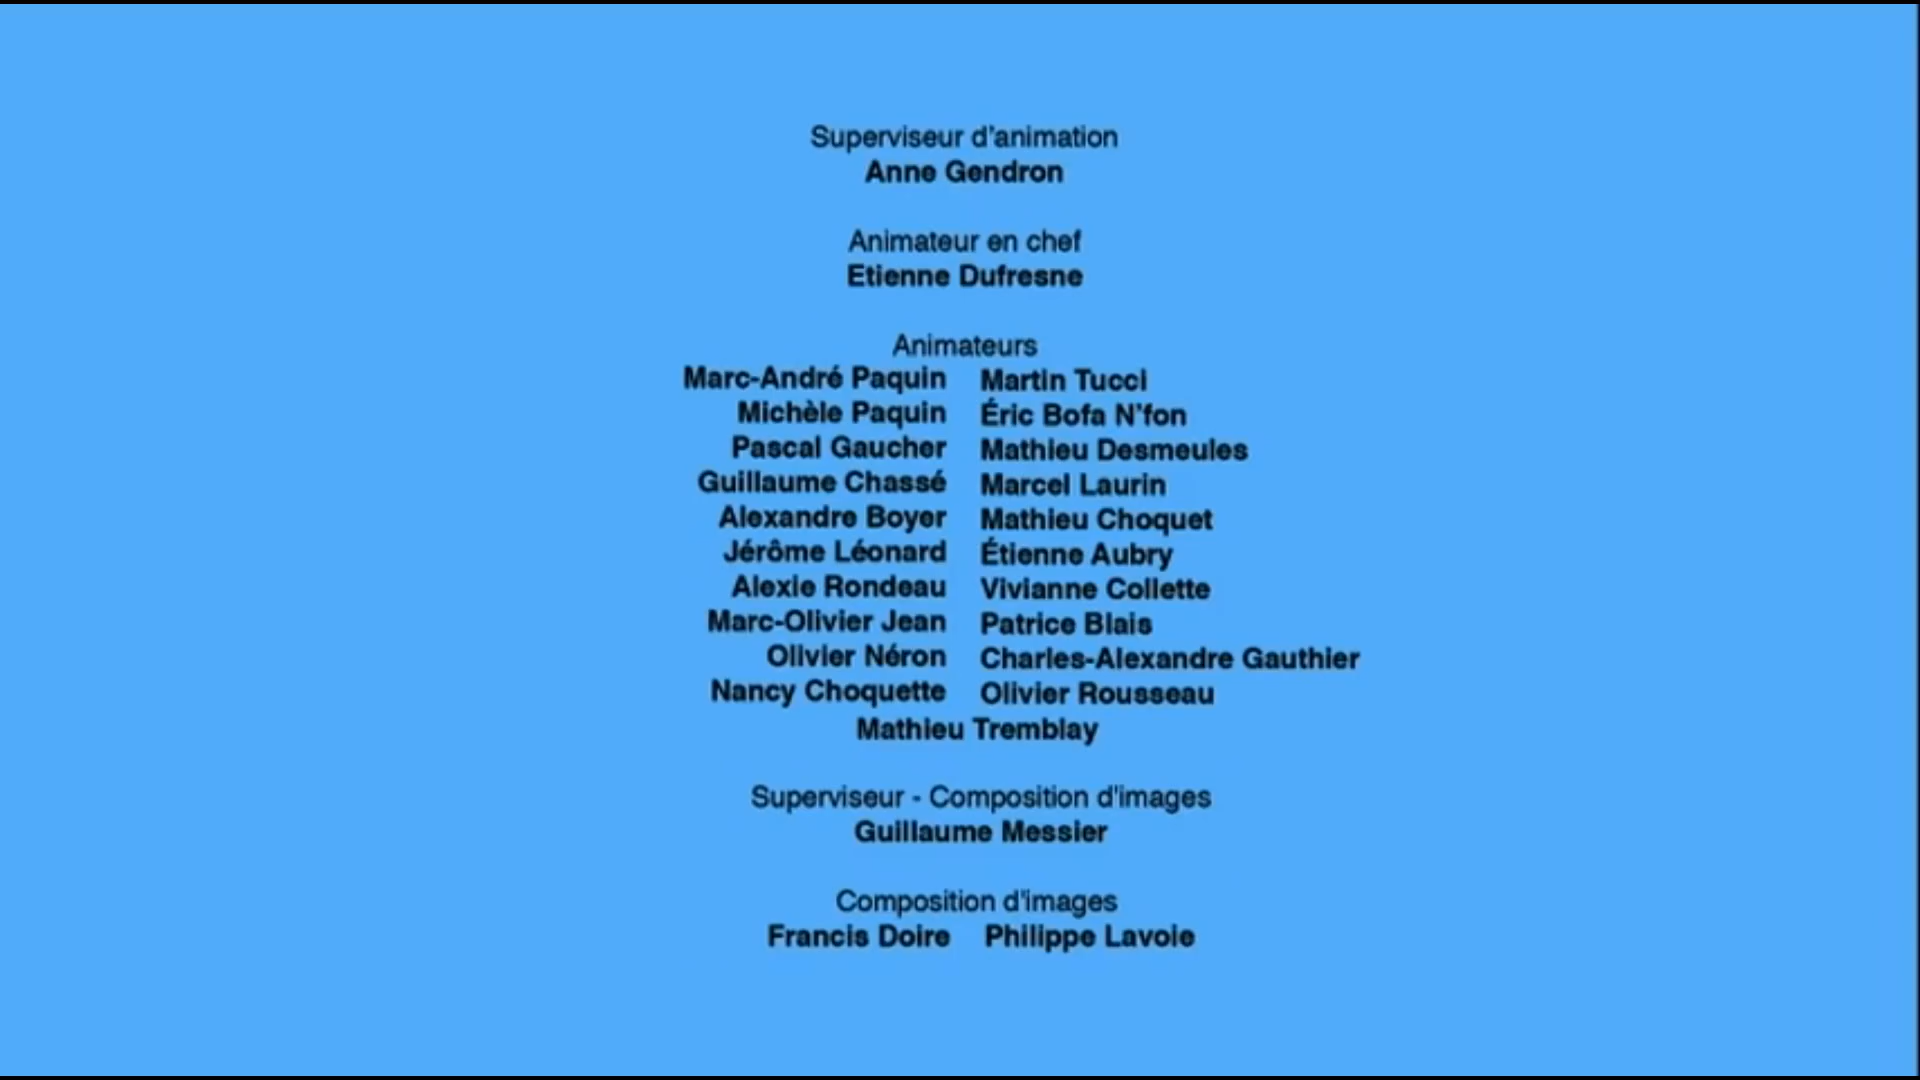 Superviseur d'animation
Anne Gendron
Animateur en chef
Etienne Dufresne
Animateurs
Marc-André Paquin Martin Tucci
Michèle Paquin Éric Bofa N'fon
Pascal Gaucher Mathieu Desmeules
Guillaume Chassé Marcel Laurin
Alexandre Boyer Mathieu Choquet
Jérôme Léonard Étienne Aubry
Alexie Rondeau Vivianne Collette
Marc-Olivier Jean Patrice Blais
Olivier Néron Charles-Alexandre Gauthier
Nancy Choquette Olivier Rousseau
Mathieu Tremblay
Superviseur - Composition d'images
Guillaume Messier
Composition d'images
Francis Doire Philippe Lavoie